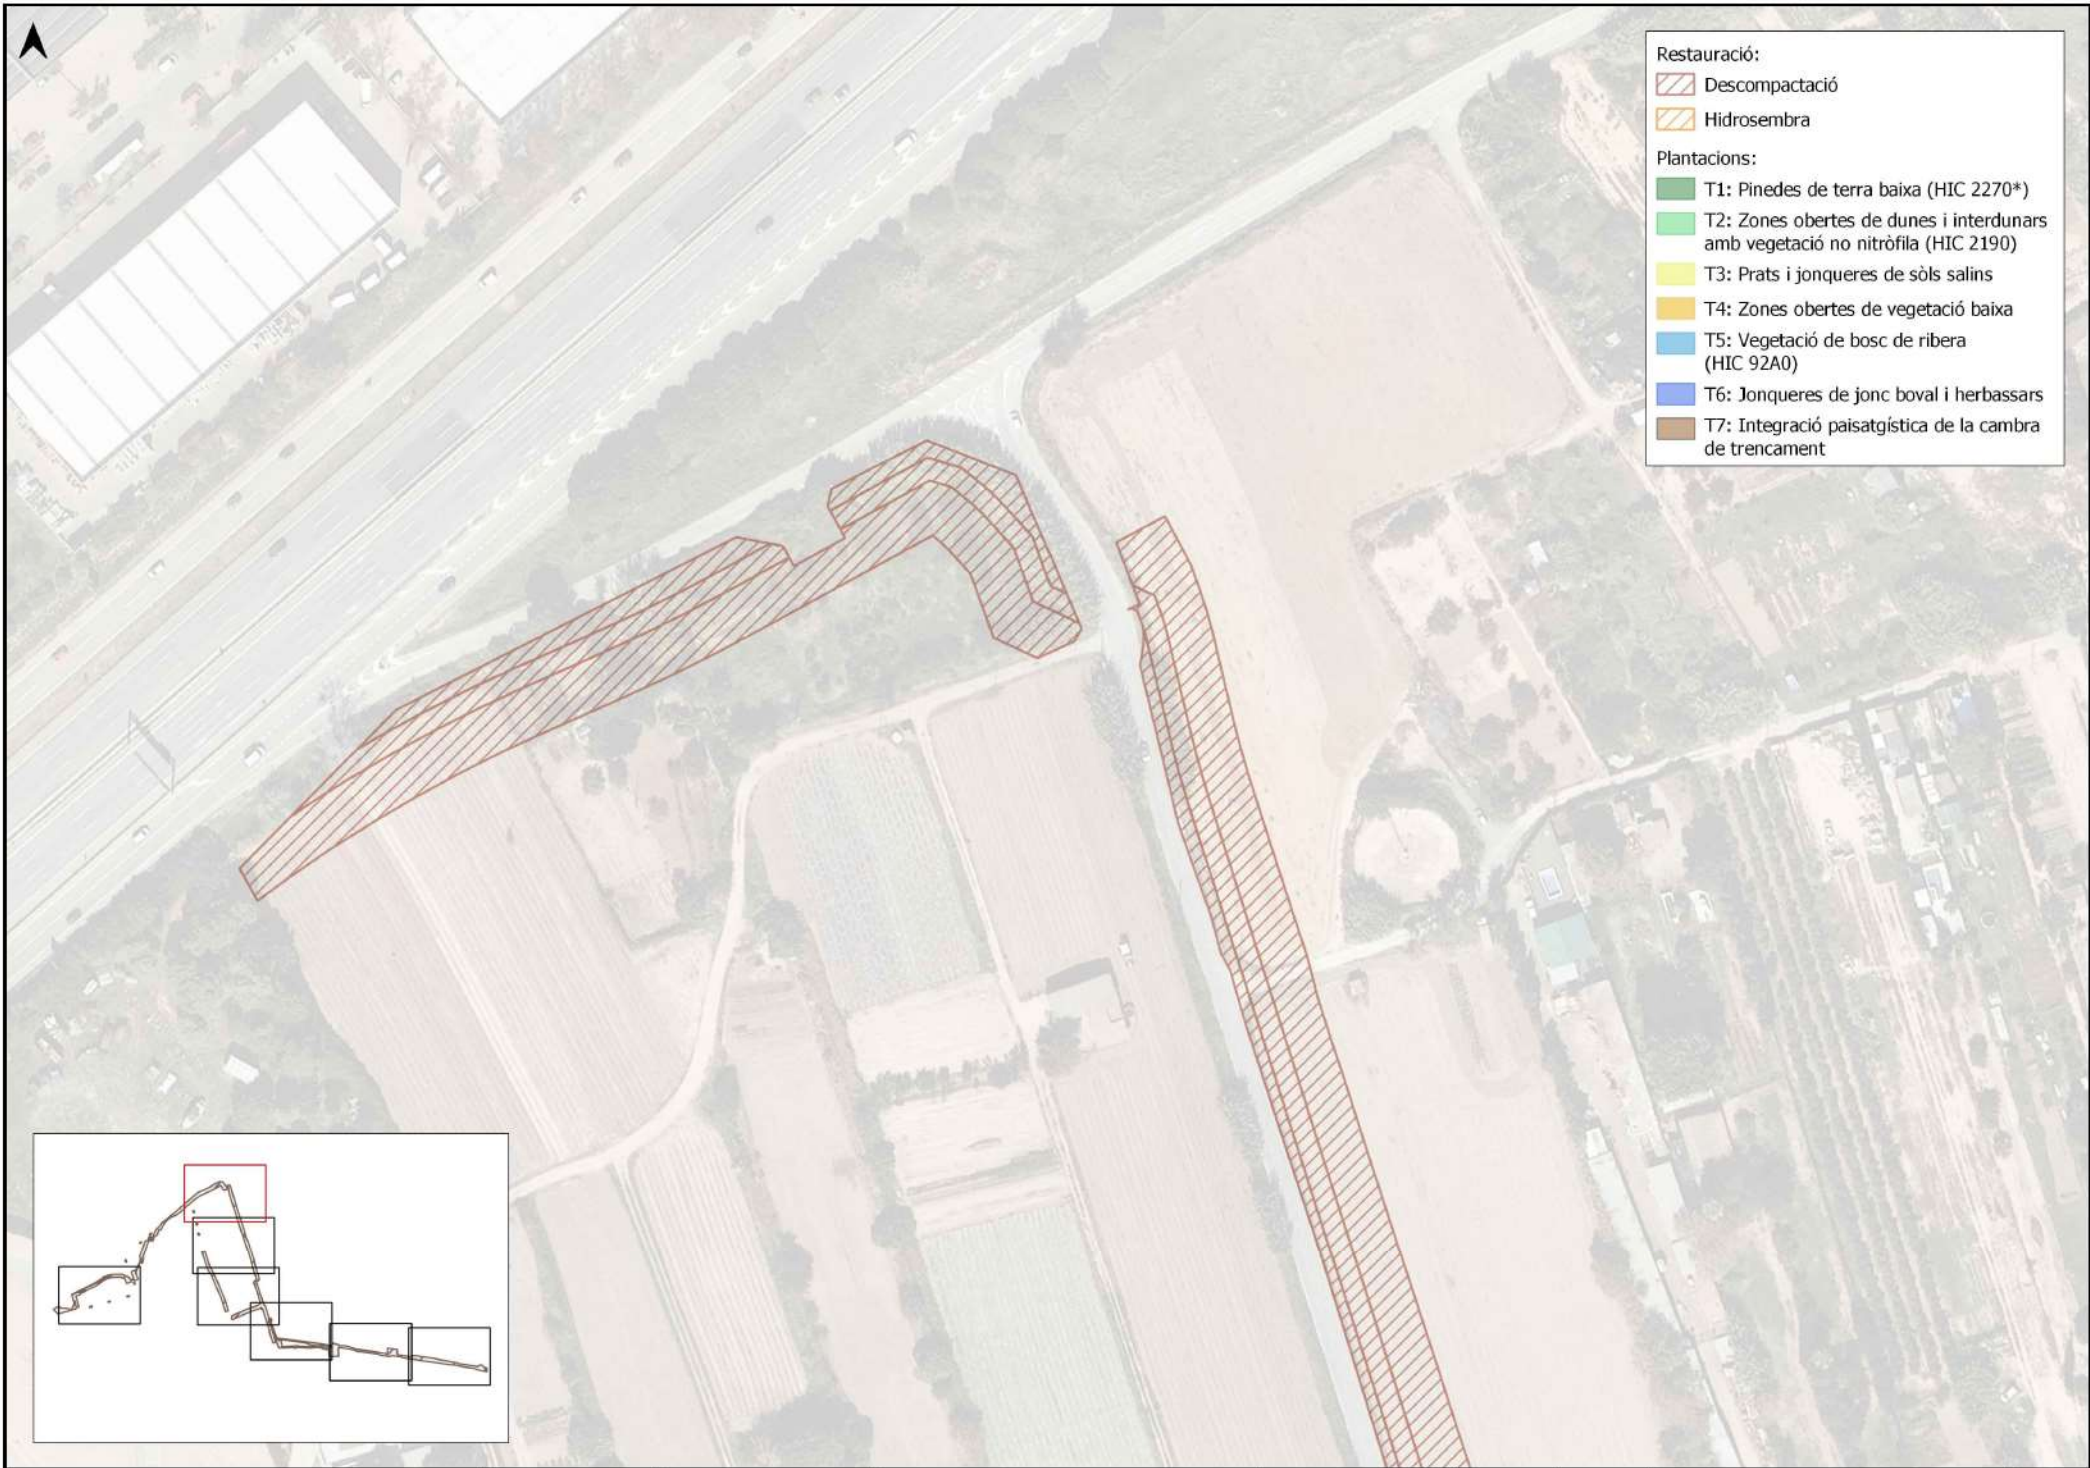 Restauració:
Descompactació
Hidrosembra
Plantacions:
T1: Pinedes de terra baixa (HIC 2270*)
T2: Zones obertes de dunes i interdunars
amb vegetació no nitròfila (HIC 2190)
T3: Prats i jonqueres de sòls salins
T4: Zones obertes de vegetació baixa
T5: Vegetació de bosc de ribera
(HIC 92A0)
T6: Jonqueres de jonc boval i herbassars
T7: Integració paisatgística de la cambra
de trencament